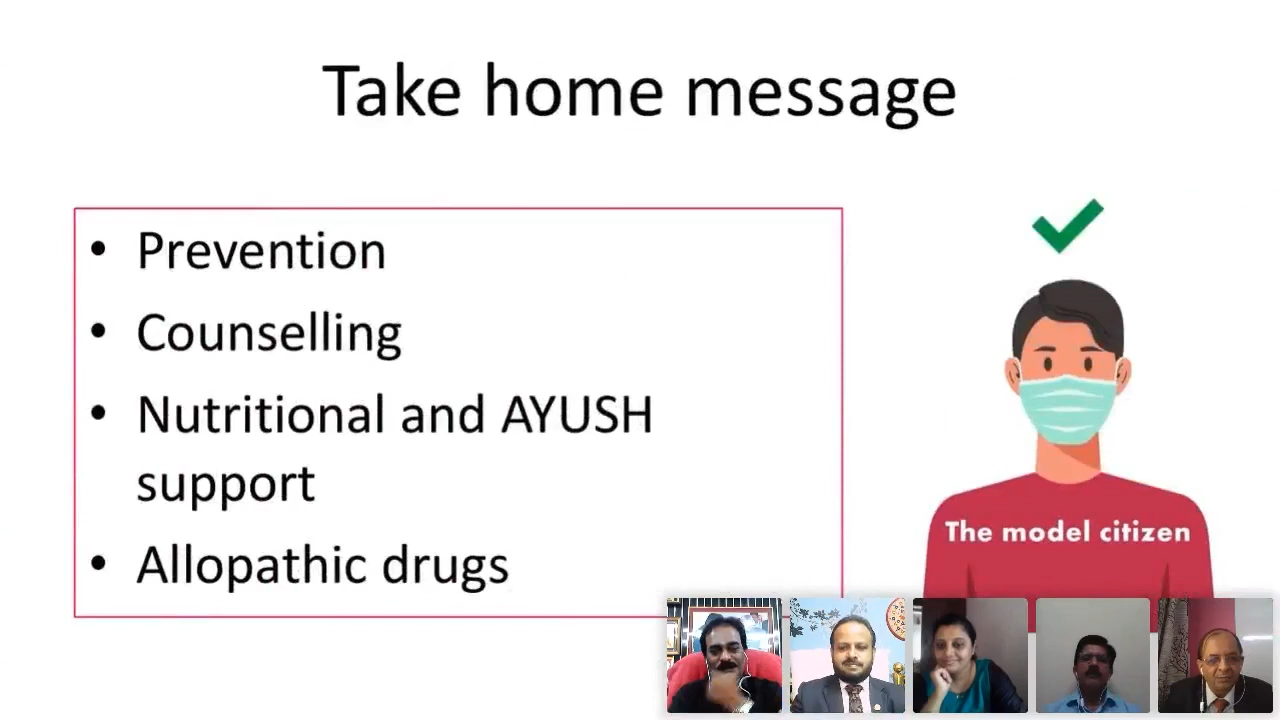 Take home message
• Prevention
• Counselling
• Nutritional and AYUSH
support
• Allopathic drugs
The model citizen